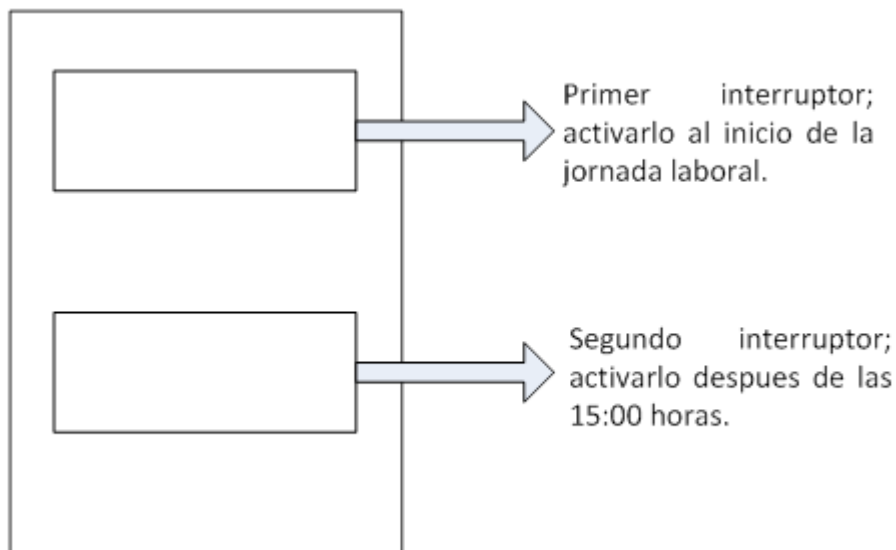 Primer interruptor;
activarlo al inicio de la
jornada laboral.
Segundo interruptor;
activarlo despues de las
15:00 horas.